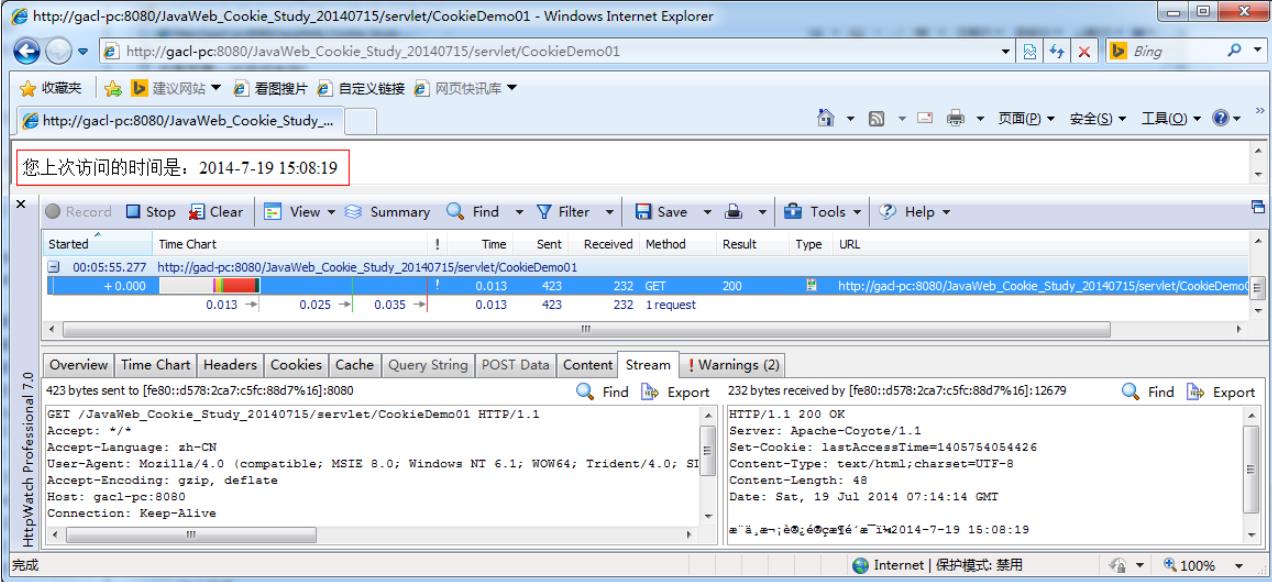 http://gacl-pc:8080/JavaWeb_Cookie_Study_20140715/servlet/CookieDemo01 - Windows Internet Explorer
http://gacl-pc:8080/JavaWeb_Cookie_Study_20140715/servlet/CookieDemo01
Bing
收藏夹 建议网站 看图搜片 自定义链接 网页快讯库
http://gacl-pc:8080/JavaWeb_Cookie_Study_... 页面(P) 安全(S) 工具(O)
您上次访问的时间是：2014-7-19 15:08:19
Record Stop Clear View Summary Find Filter Save Tools Help
Started Time Chart ! Time Sent Received Method Result Type URL
00:05:55.277 http://gacl-pc:8080/JavaWeb_Cookie_Study_20140715/servlet/CookieDemo01
+ 0.000 ! 0.013 423 232 GET 200 http://gacl-pc:8080/JavaWeb_Cookie_Study_20140715/servlet/CookieDemo0
0.013 0.025 0.035 0.013 423 232 1 request
HttpWatch Professional 7.0
Overview Time Chart Headers Cookies Cache Query String POST Data Content Stream ! Warnings (2)
423 bytes sent to [fe80::d578:2ca7:c5fc:88d7%16]:8080 Find Export
GET /JavaWeb_Cookie_Study_20140715/servlet/CookieDemo01 HTTP/1.1
Accept: */*
Accept-Language: zh-CN
User-Agent: Mozilla/4.0 (compatible; MSIE 8.0; Windows NT 6.1; WOW64; Trident/4.0; SI
Accept-Encoding: gzip, deflate
Host: gacl-pc:8080
Connection: Keep-Alive
232 bytes received by [fe80::d578:2ca7:c5fc:88d7%16]:12679 Find Export
HTTP/1.1 200 OK
Server: Apache-Coyote/1.1
Set-Cookie: lastAccessTime=1405754054426
Content-Type: text/html;charset=UTF-8
Content-Length: 48
Date: Sat, 19 Jul 2014 07:14:14 GMT
2014-7-19 15:08:19
完成 Internet | 保护模式: 禁用 100%